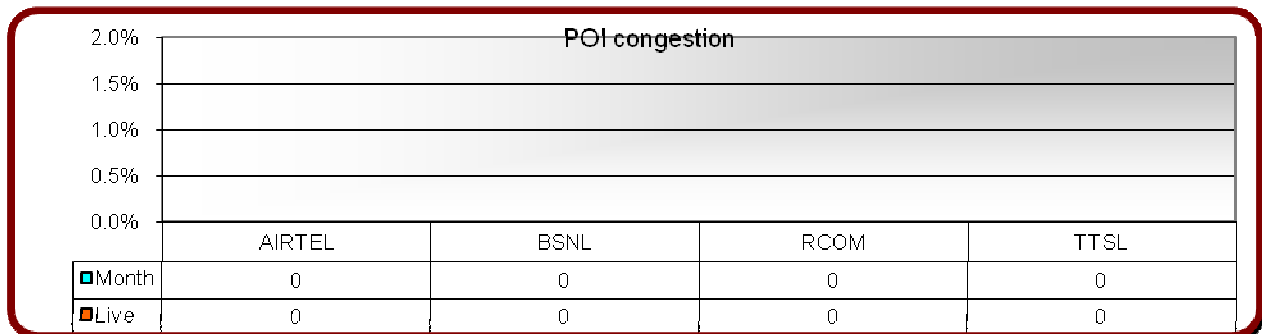 POI congestion
2.0%
1.5%
1.0%
0.5%
0.0%
AIRTEL BSNL RCOM TTSL
Month 0 0 0 0
Live 0 0 0 0